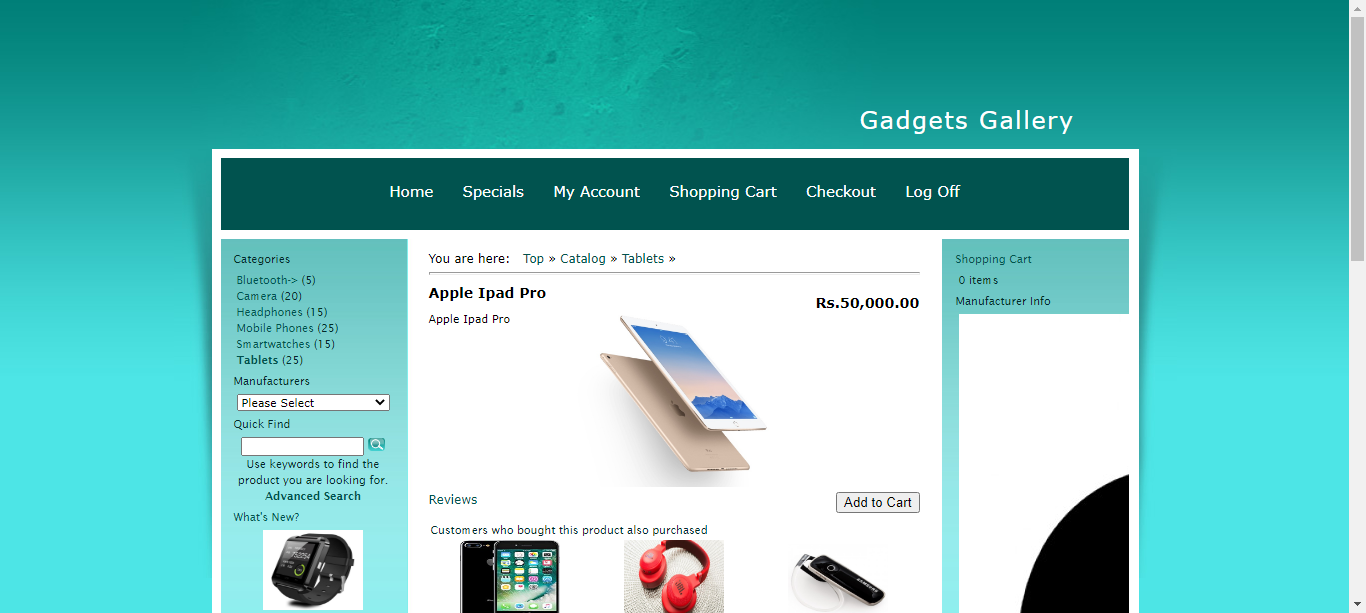 Gadgets Gallery
Home Specials My Account Shopping Cart Checkout Log Off
Categories
Bluetooth-> (5)
Camera (20)
Headphones (15)
Mobile Phones (25)
Smartwatches (15)
Tablets (25)
Manufacturers
Please Select
Quick Find
Use keywords to find the
product you are looking for.
Advanced Search
What's New?
You are here: Top » Catalog » Tablets »
Apple Ipad Pro
Rs.50,000.00
Apple Ipad Pro
Reviews
Add to Cart
Customers who bought this product also purchased
SAMSUNG
Shopping Cart
0 items
Manufacturer Info